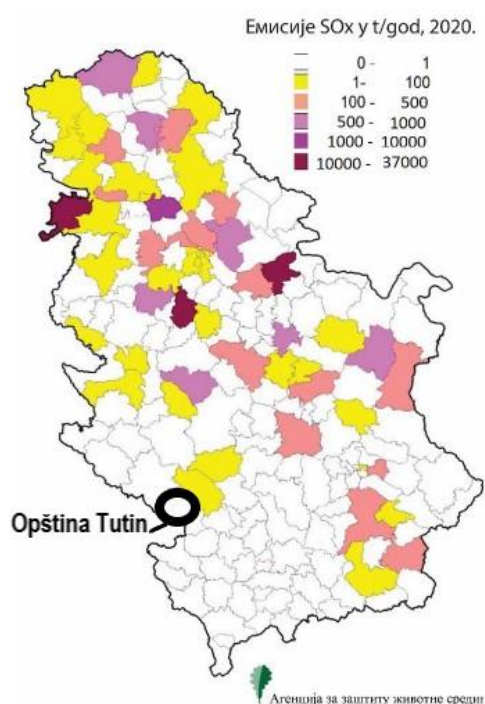 Емисије SOx у t/god, 2020.
0 - 1
1- 100
100 - 500
500 - 1000
1000 - 10000
10000 - 37000
Opština Tutin
Агенција за заштиту животне средин